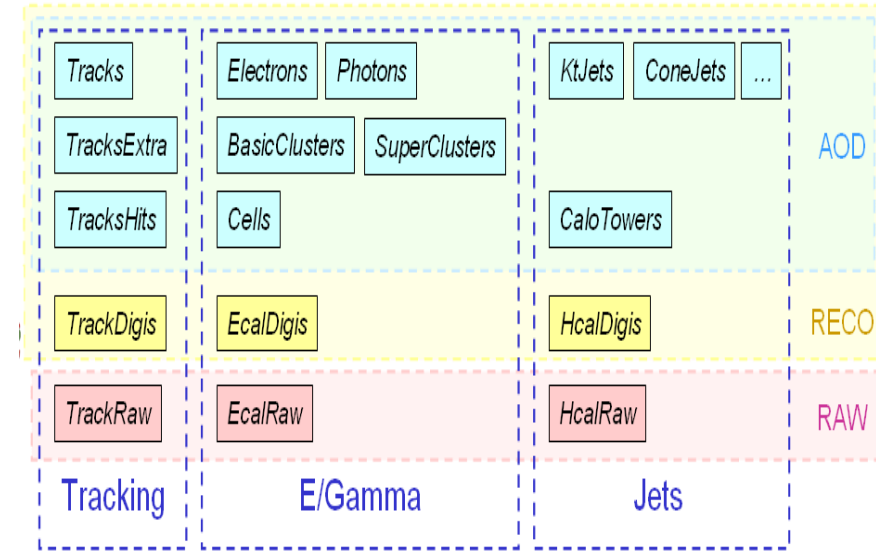 Tracks
Electrons
Photons
KtJets
ConeJets
...
TracksExtra
BasicClusters
SuperClusters
AOD
TracksHits
Cells
CaloTowers
TrackDigis
EcalDigis
HcalDigis
RECO
TrackRaw
EcalRaw
HcalRaw
RAW
Tracking
E/Gamma
Jets